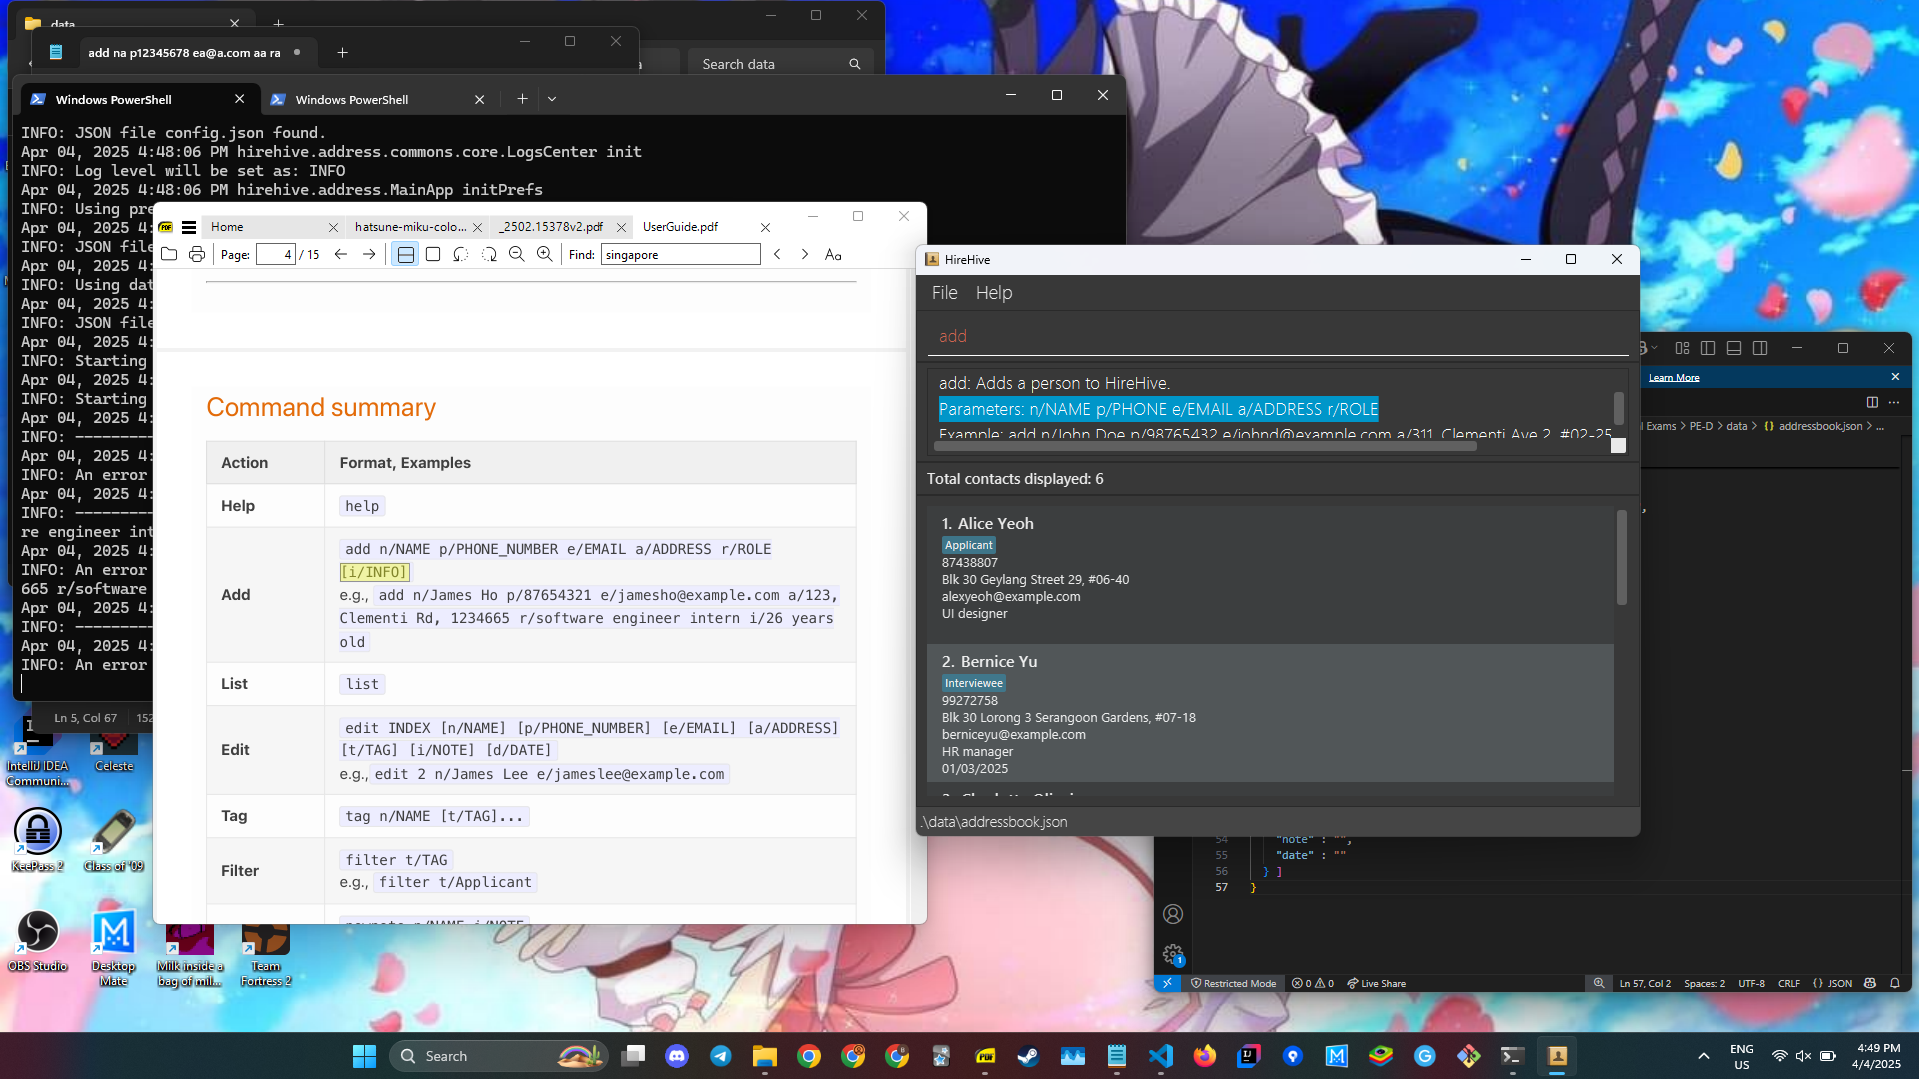 data
add na p12345678 ea@a.com aa ra
Search data
Windows PowerShell
Windows PowerShell
INFO: JSON file config.json found.
Apr 04, 2025 4:48:06 PM hirehive.address.commons.core.LogsCenter init
INFO: Log level will be set as: INFO
Apr 04, 2025 4:48:06 PM hirehive.address.MainApp initPrefs
INFO: Using
Apr 04, 2025 4:
INFO: JSON file
Apr 04, 2025 4:
INFO: Using
Apr 04, 2025 4:
INFO: JSON file
Apr 04, 2025 4:
INFO: Starting
Apr 04, 2025 4:
INFO: Starting
Apr 04, 2025 4:
INFO: ----------
Apr 04, 2025 4:
INFO: An error
Apr 04, 2025 4:
INFO: ----------
re engineer int
Apr 04, 2025 4:
INFO: An error
665 r/software
Apr 04, 2025 4:
INFO: ----------
Apr 04, 2025 4:
INFO: An error
Ln 5, Col 67 152
Home
hatsune-miku-colo...
_2502.15378v2.pdf
UserGuide.pdf
Page: 4 / 15
Find: singapore
Command summary
Action Format, Examples
Help help
Add add n/NAME p/PHONE_NUMBER e/EMAIL a/ADDRESS r/ROLE
[i/INFO]
e.g., add n/James Ho p/87654321 e/jamesho@example.com a/123,
Clementi Rd, 1234665 r/software engineer intern i/26 years
old
List list
Edit edit INDEX [n/NAME] [p/PHONE_NUMBER] [e/EMAIL] [a/ADDRESS]
[t/TAG] [i/NOTE] [d/DATE]
e.g., edit 2 n/James Lee e/jameslee@example.com
Tag tag n/NAME [t/TAG]...
Filter filter t/TAG
e.g., filter t/Applicant
HireHive
File Help
add
add: Adds a person to HireHive.
Parameters: n/NAME p/PHONE e/EMAIL a/ADDRESS r/ROLE
Example: add n/John Doe p/98765432 e/johnd@example.com a/311, Clementi Ave 2, #02-25
Total contacts displayed: 6
1. Alice Yeoh
Applicant
87438807
Blk 30 Geylang Street 29, #06-40
alexyeoh@example.com
UI designer
2. Bernice Yu
Interviewee
99272758
Blk 30 Lorong 3 Serangoon Gardens, #07-18
berniceyu@example.com
HR manager
01/03/2025
.\data\addressbook.json
Learn More
Exams > PE-D > data > {} addressbook.json > ...
54 "note" : "",
55 "date" : ""
56 } ]
57 }
Restricted Mode 0 0 Live Share
Ln 57, Col 2 Spaces: 2 UTF-8 CRLF {} JSON
IntelliJ IDEA Communi...
Celeste
KeePass 2
Class of '09
OBS Studio
Desktop Mate
Milk inside a bag of mil...
Team Fortress 2
Search
ENG
US
4:49 PM
4/4/2025